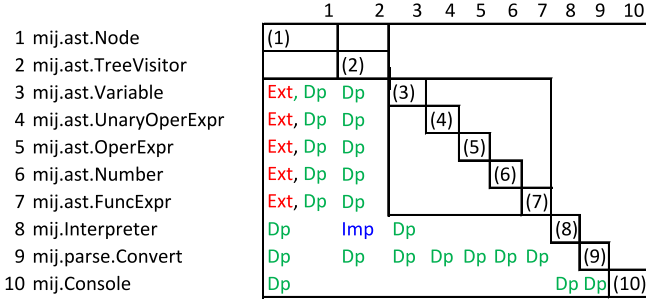 1 2 3 4 5 6 7 8 9 10
1 mij.ast.Node (1)
2 mij.ast.TreeVisitor (2)
3 mij.ast.Variable Ext, Dp Dp (3)
4 mij.ast.UnaryOperExpr Ext, Dp Dp (4)
5 mij.ast.OperExpr Ext, Dp Dp (5)
6 mij.ast.Number Ext, Dp Dp (6)
7 mij.ast.FuncExpr Ext, Dp Dp (7)
8 mij.Interpreter Dp Imp Dp (8)
9 mij.parse.Convert Dp Dp Dp Dp Dp Dp Dp (9)
10 mij.Console Dp Dp Dp (10)